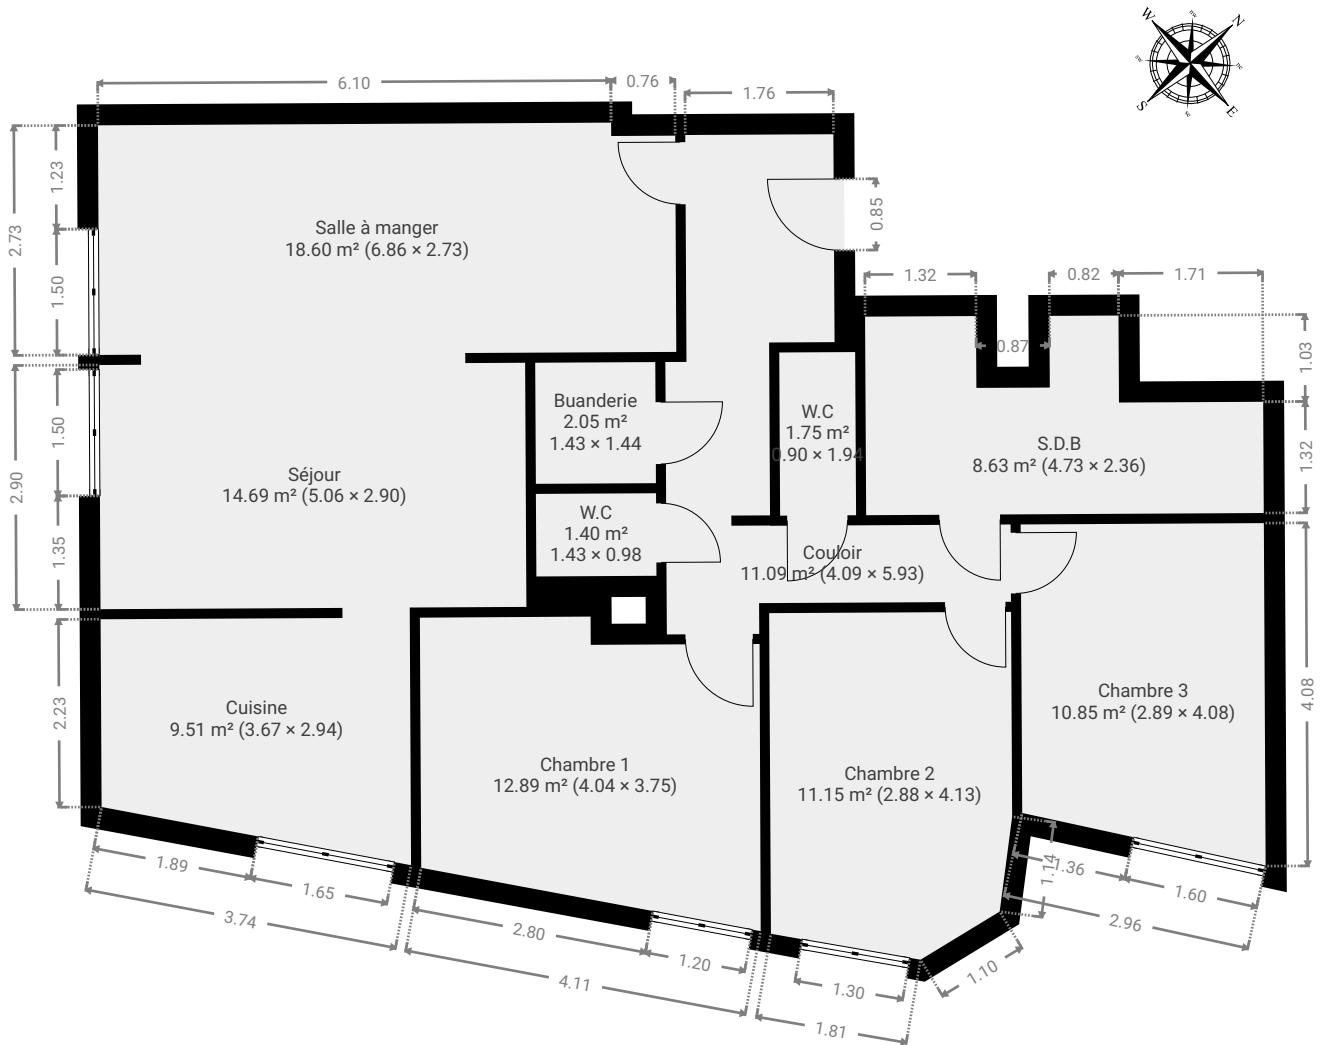 W
N
S
E
6.10
0.76
1.76
1.23
2.73
1.50
0.85
Salle à manger
18.60 m² (6.86 × 2.73)
1.32
0.82
1.71
0.87
1.03
Buanderie
2.05 m²
1.43 × 1.44
W.C
1.75 m²
0.90 × 1.94
S.D.B
8.63 m² (4.73 × 2.36)
1.32
1.50
2.90
Séjour
14.69 m² (5.06 × 2.90)
1.35
W.C
1.40 m²
1.43 × 0.98
Couloir
11.09 m² (4.09 × 5.93)
2.23
Cuisine
9.51 m² (3.67 × 2.94)
Chambre 1
12.89 m² (4.04 × 3.75)
Chambre 2
11.15 m² (2.88 × 4.13)
Chambre 3
10.85 m² (2.89 × 4.08)
4.08
1.89
1.65
3.74
2.80
1.20
4.11
1.30
1.81
1.10
1.14
1.36
1.60
2.96